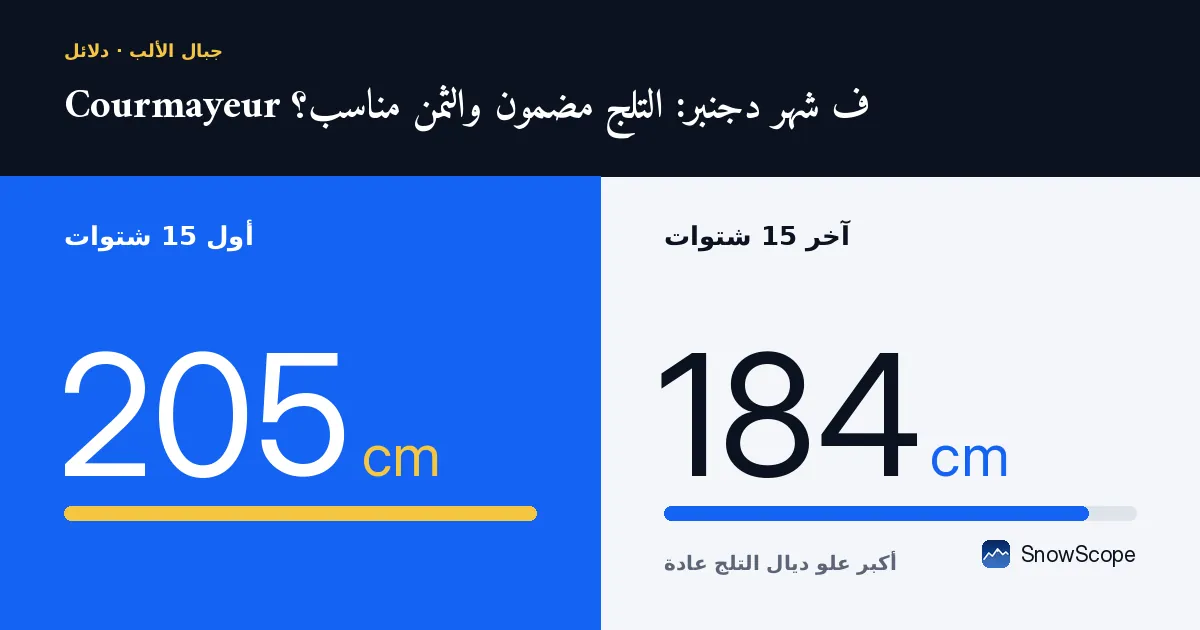 جبال الألب · دلائل
Courmayeur ف شهر دجنبر: التلج مضمون والثمن مناسب؟
أول 15 شتوات
205 cm
آخر 15 شتوات
184 cm
أكبر علو ديال التلج عادة
SnowScope